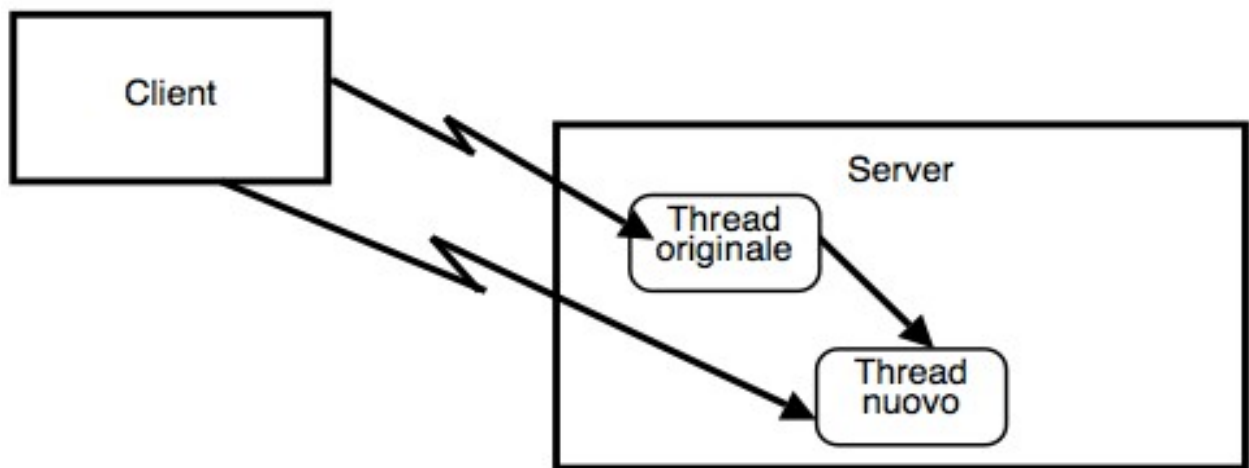 Client
Server
Thread
originale
Thread
nuovo